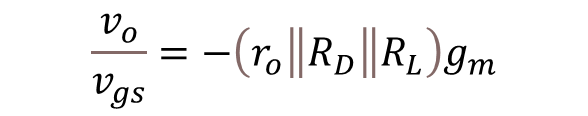 v_o / v_gs = −(r_o‖R_D‖R_L)g_m